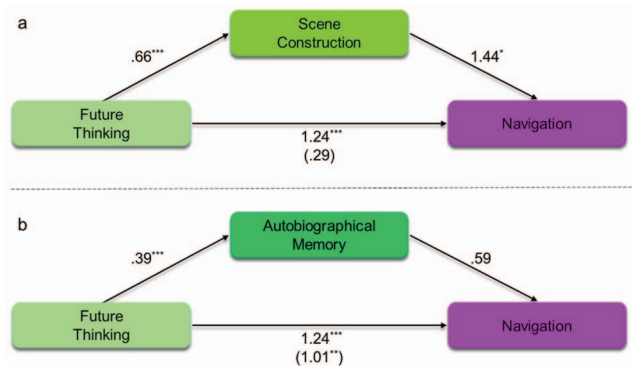 a
Scene
Construction
.66***
1.44*
Future
Thinking
1.24***
(.29)
Navigation
b
Autobiographical
Memory
.39***
.59
Future
Thinking
1.24***
(1.01**)
Navigation